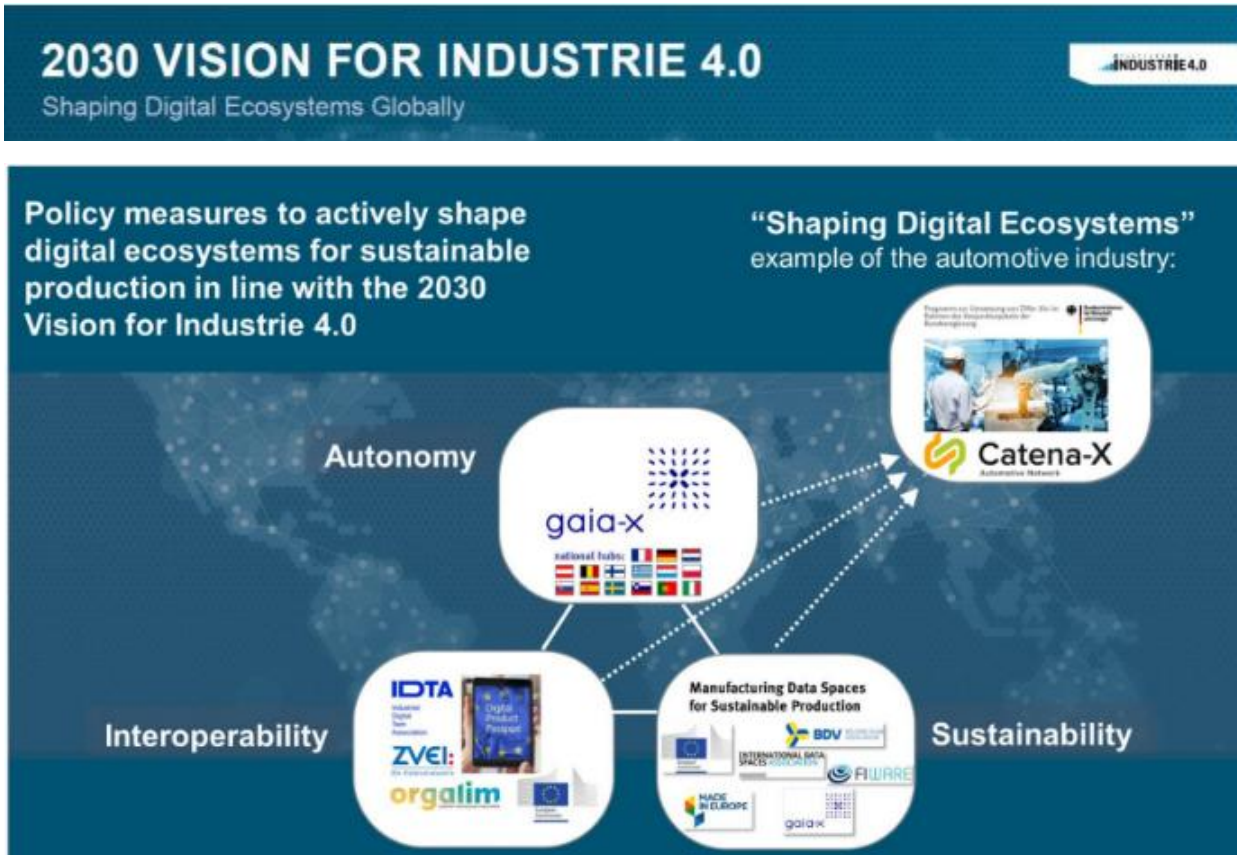 2030 VISION FOR INDUSTRIE 4.0
Shaping Digital Ecosystems Globally
INDUSTRIE 4.0
Policy measures to actively shape
digital ecosystems for sustainable
production in line with the 2030
Vision for Industrie 4.0
“Shaping Digital Ecosystems”
example of the automotive industry:
Catena-X
Automotive Network
Autonomy
gaia-x
national hubs:
Interoperability
IDTA
Industrial
Digital
Twin
Association
Digital
Product
Passport
ZVEI:
orgalim
European
Commission
Manufacturing Data Spaces
for Sustainable Production
BDV
INTERNATIONAL DATA
SPACES ASSOCIATION
FIWARE
MADE
IN EUROPE
gaia-x
Sustainability